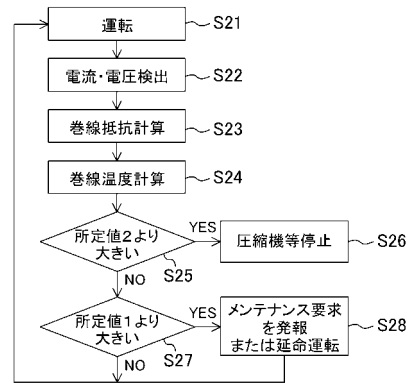 運転
S21
電流・電圧検出
S22
巻線抵抗計算
S23
巻線温度計算
S24
所定値2より
大きい
YES
S25
圧縮機等停止
S26
NO
所定値1より
大きい
YES
S27
メンテナンス要求
を発報
または延命運転
S28
NO